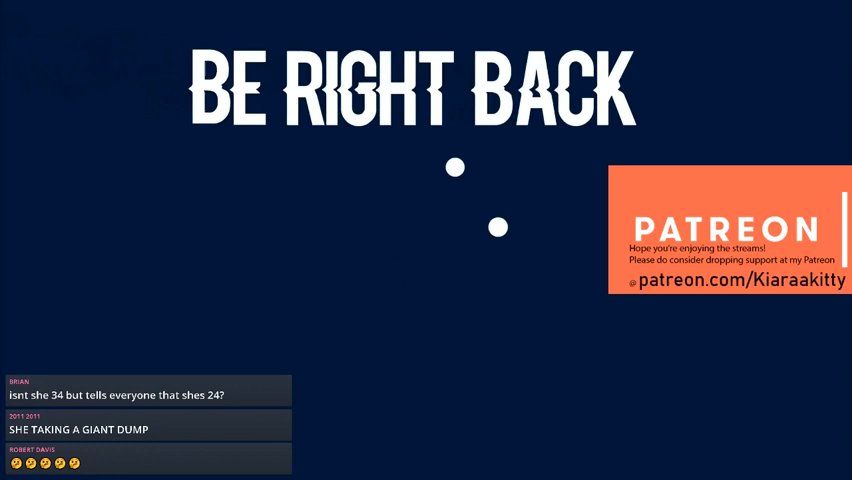 BE RIGHT BACK
PATREON
Hope you're enjoying the streams!
Please do consider dropping support at my Patreon
@ patreon.com/Kiaraakitty
BRIAN
isnt she 34 but tells everyone that shes 24?
2011.2011
SHE TAKING A GIANT DUMP
ROBERT DAVIS
🤔🤔🤔🤔🤔